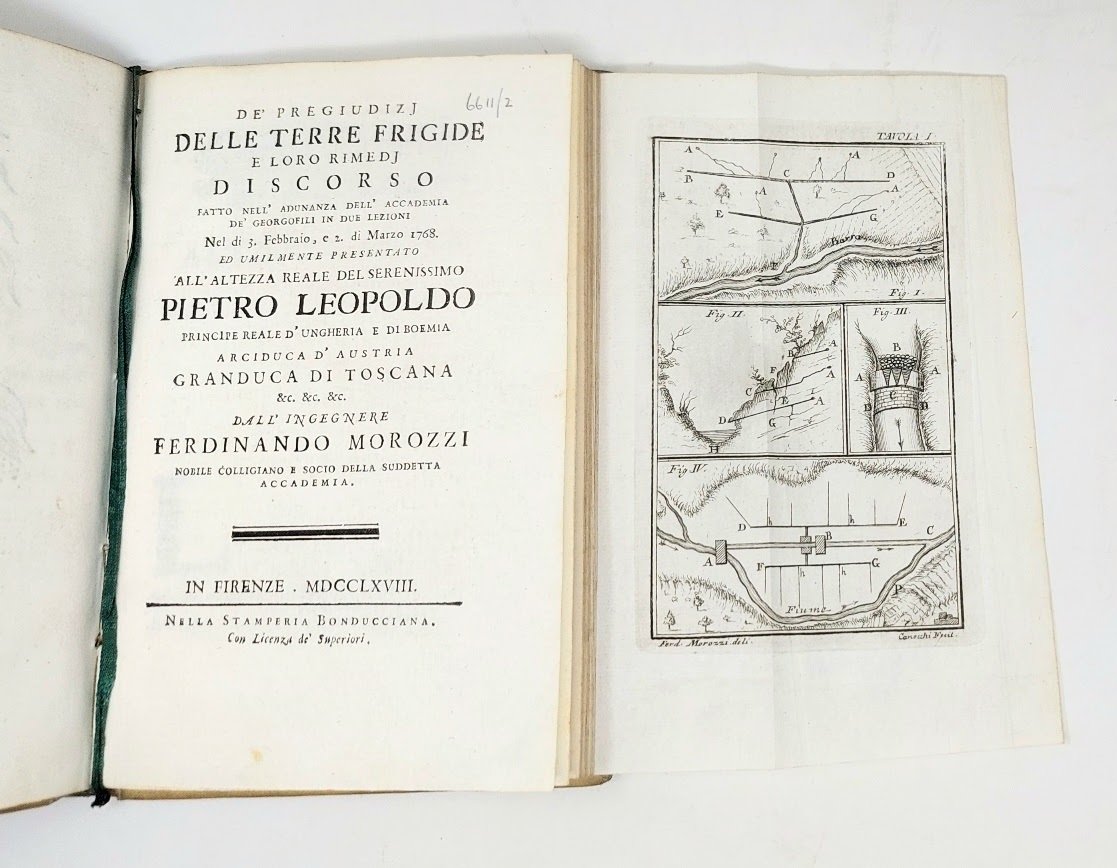 DE' PREGIUDIZJ
6611/2
DELLE TERRE FRIGIDE
E LORO RIMEDJ
DISCORSO
FATTO NELL' ADUNANZA DELL' ACCADEMIA
DE' GEORGOFILI IN DUE LEZIONI
Nel dì 3. Febbraio, e 2. di Marzo 1768.
ED UMILMENTE PRESENTATO
ALL' ALTEZZA REALE DEL SERENISSIMO
PIETRO LEOPOLDO
PRINCIPE REALE D' UNGHERIA E DI BOEMIA
ARCIDUCA D' AUSTRIA
GRANDUCA DI TOSCANA
&c. &c. &c.
DALL' INGEGNERE
FERDINANDO MOROZZI
NOBILE COLLIGIANO E SOCIO DELLA SUDDETTA
ACCADEMIA.
IN FIRENZE . MDCCLXVIII.
NELLA STAMPERIA BONDUCCIANA.
Con Licenza de' Superiori.
TAVOLA I.
A A
B C D
A A
E G
F
Borra
Fig. I.
Fig. II
B A
F A
C
E A
D G
H
Fig. III.
B
A A
C
D D
Fig. IV.
D h h E
B C
A
F h h G
P
Fiume
Ferd. Morozzi deli.
Canocchi Scul.